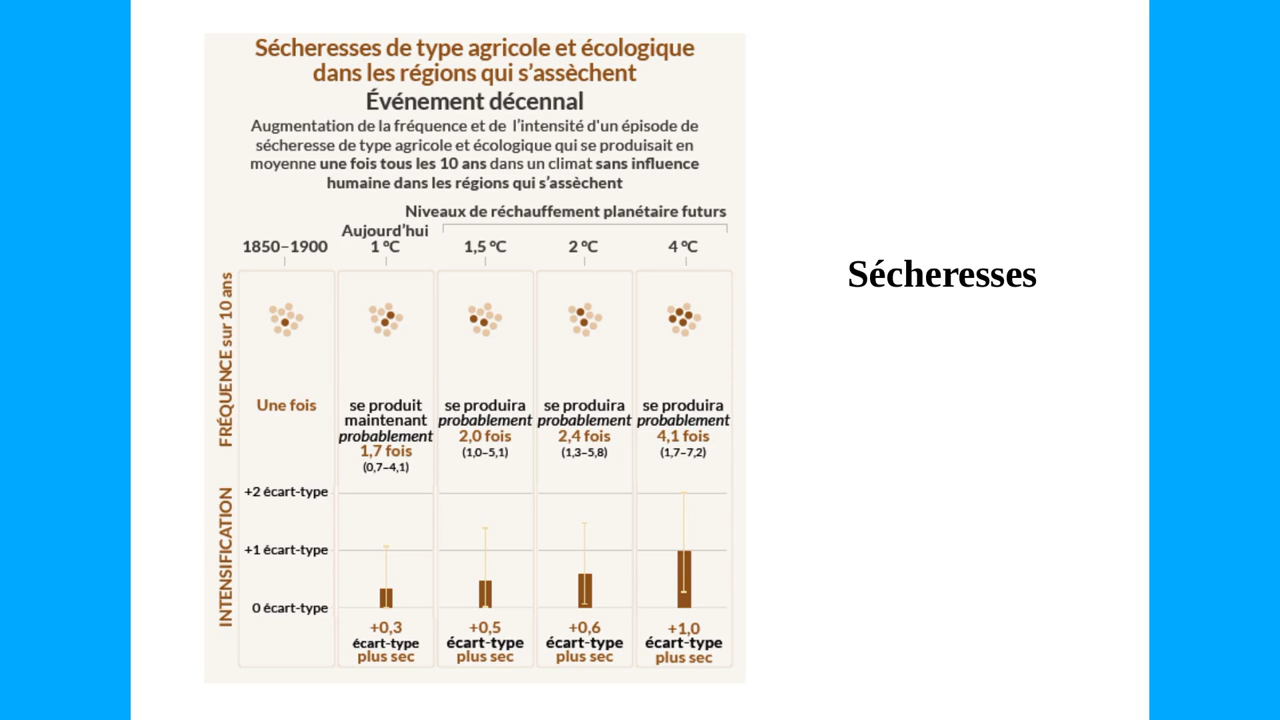 Sécheresses de type agricole et écologique
dans les régions qui s’assèchent
Événement décennal
Augmentation de la fréquence et de l’intensité d'un épisode de
sécheresse de type agricole et écologique qui se produisait en
moyenne une fois tous les 10 ans dans un climat sans influence
humaine dans les régions qui s’assèchent
Niveaux de réchauffement planétaire futurs
Aujourd’hui
1850–1900 1 °C 1,5 °C 2 °C 4 °C
FRÉQUENCE sur 10 ans
Une fois
se produit
maintenant
probablement
1,7 fois
(0,7–4,1)
se produira
probablement
2,0 fois
(1,0–5,1)
se produira
probablement
2,4 fois
(1,3–5,8)
se produira
probablement
4,1 fois
(1,7–7,2)
INTENSIFICATION
+2 écart-type
+1 écart-type
0 écart-type
+0,3
écart-type
plus sec
+0,5
écart-type
plus sec
+0,6
écart-type
plus sec
+1,0
écart-type
plus sec
Sécheresses